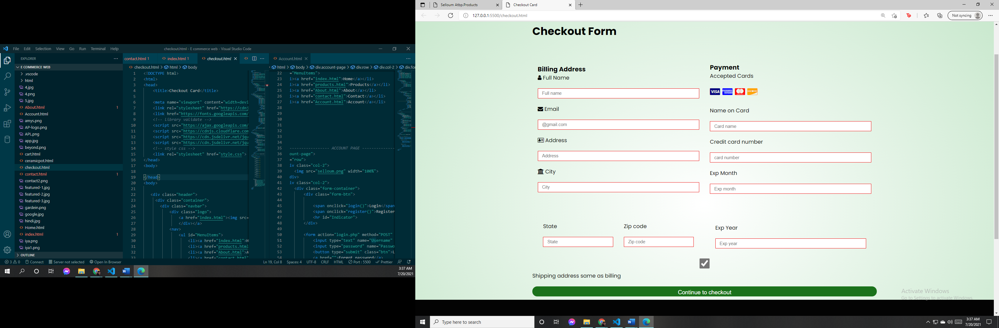 File Edit Selection View Go Run Terminal Help
checkout.html - E commerce web - Visual Studio Code
EXPLORER
E COMMERCE WEB
.vscode
html
4.jpg
4.png
5.jpg
About.html 1
Account.html
amys.png
AP-logo.png
APL.png
app.jpg
beyond.png
cart.html
ceramicpot.html
checkout.html
contact.html 1
contact2.png
featured-1.jpg
featured-2.jpg
featured-3.jpg
gardein.png
google.jpg
hindi.jpg
Home.html
index.html 1
iya.png
iya1.png
OUTLINE
contact.html 1
index.html 1
checkout.html
checkout.html > html > body
1 <!DOCTYPE html>
2 <html>
3 <head>
4 <title>Checkout Card</title>
5
6 <meta name="viewport" content="width=devi
7 <link rel="stylesheet" href="https://cdnj
8 <link href="https://fonts.googleapis.com/
9 <!-- library validate -->
10 <script src="https://ajax.googleapis.com/
11 <script src="https://cdnjs.cloudflare.com
12 <script src="https://cdn.jsdelivr.net/jqu
13 <script src="https://cdn.jsdelivr.net/jqu
14 <!-- style css -->
15 <link rel="stylesheet" href="style.css">
16 </head>
17 <body>
18
19 </head>
20 <body>
21
22 <div class="header">
23 <div class="container">
24 <div class="navbar">
25 <div class="logo">
26 <a href="index.html"><img src=
27 </div></a>
28 <nav>
29 <ul id="MenuItems">
30 <li><a href="index.html">H
31 <li><a href="products.html
32 <li><a href="About.html">A
33 <li><a href="contact.html"
Account.html
html > body > div.account-page > div.row > div.col-2 > div.for
22 ="MenuItems">
23 i><a href="index.html">Home</a></li>
24 i><a href="products.html">Products</a></li>
25 i><a href="About.html">About</a></li>
26 i><a href="contact.html">Contact</a></li>
27 i><a href="Account.html">Account</a></li>
28
29
30
31
32
33
34
35 ----------------- ACCOUNT PAGE --------------
36 ount-page">
37 ="row">
38 iv class="col-2">
39 <img src="selloum.png" width="100%">
40 div>
41 iv class="col-2">
42 <div class="form-container">
43 <div class="form-btn">
44
45 <span onclick="login()">Login</span
46 <span onclick="register()">Register
47 <hr id="Indicator">
48 </div>
49
50 <form action="login.php" method="POST"
51 <input type="text" name="Username"
52 <input type="password" name="Passwo
53 <button type="submit" class="btn">L
54 <a href="">Forgot password</a>
3 0 Connect Server not selected Open In Browser
Ln 19, Col 8 Spaces: 4 UTF-8 CRLF HTML Port : 5500 Prettier
3:37 AM
7/20/2021
Selloum Atbp.Products
Checkout Card
127.0.0.1:5500/checkout.html
Tp
Not syncing
Checkout Form
Billing Address
Full Name
Full name
Email
@gmail.com
Address
Address
City
City
State
State
Zip code
Zip code
Payment
Accepted Cards
VISA AMERICAN EXPRESS DISCOVER
Name on Card
Card name
Credit card number
card number
Exp Month
Exp month
Exp Year
Exp year
Shipping address same as billing
Continue to checkout
Activate Windows
Go to Settings to activate Windows.
Type here to search
3:37 AM
7/20/2021